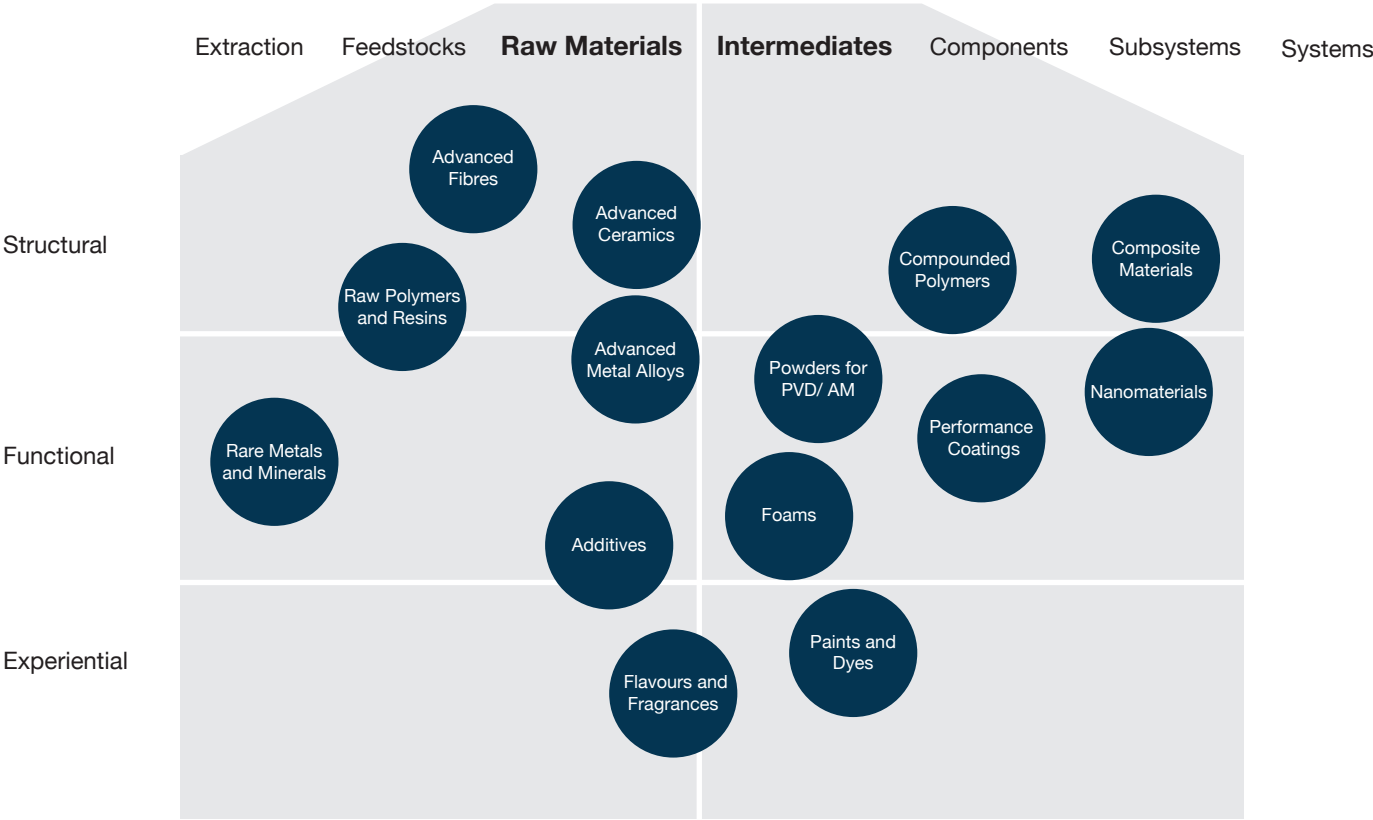 Extraction
Feedstocks
Raw Materials
Intermediates
Components
Subsystems
Systems
Structural
Advanced
Fibres
Advanced
Ceramics
Raw Polymers
and Resins
Compounded
Polymers
Composite
Materials
Functional
Advanced
Metal Alloys
Powders for
PVD/ AM
Nanomaterials
Rare Metals
and Minerals
Performance
Coatings
Foams
Additives
Experiential
Flavours and
Fragrances
Paints and
Dyes